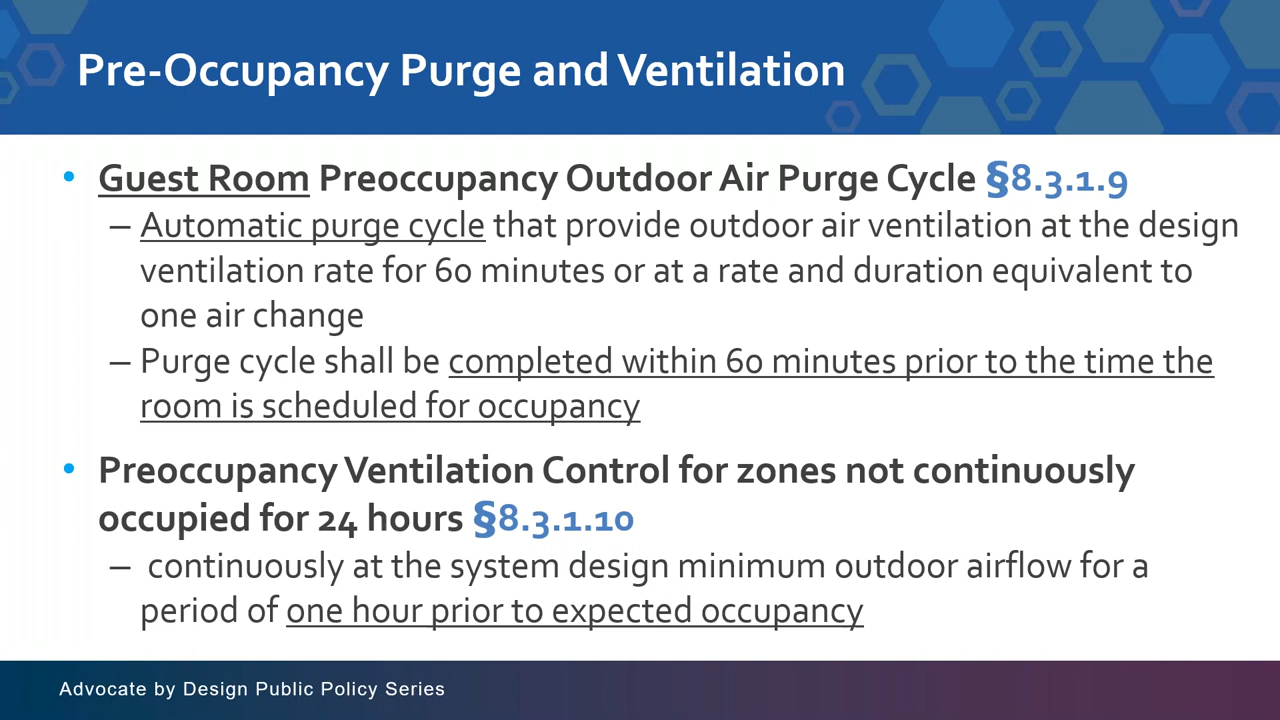 Pre-Occupancy Purge and Ventilation
• Guest Room Preoccupancy Outdoor Air Purge Cycle §8.3.1.9
– Automatic purge cycle that provide outdoor air ventilation at the design
ventilation rate for 60 minutes or at a rate and duration equivalent to
one air change
– Purge cycle shall be completed within 60 minutes prior to the time the
room is scheduled for occupancy
• Preoccupancy Ventilation Control for zones not continuously
occupied for 24 hours §8.3.1.10
– continuously at the system design minimum outdoor airflow for a
period of one hour prior to expected occupancy
Advocate by Design Public Policy Series